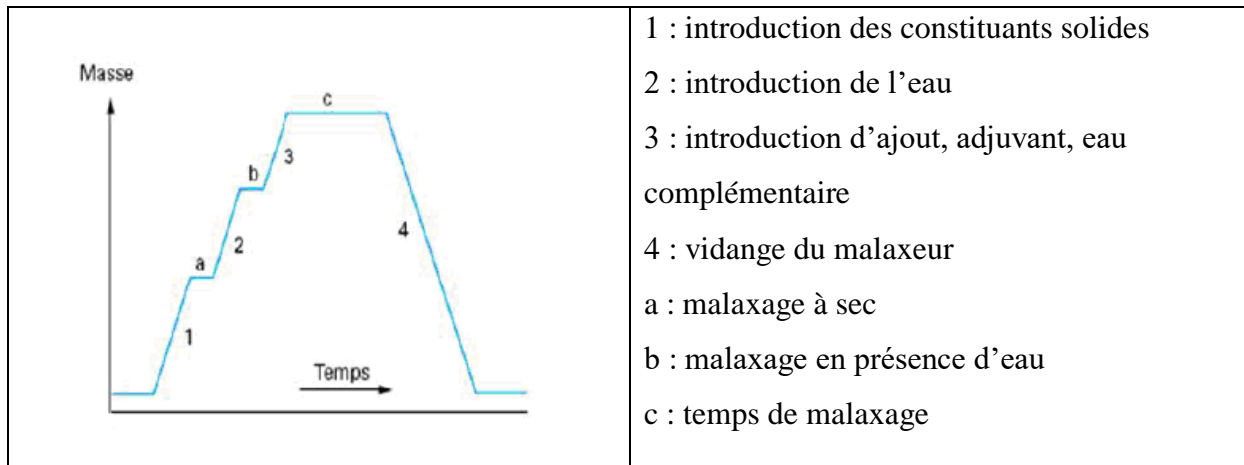 Masse
c
3
b
2
4
a
1
Temps
1 : introduction des constituants solides
2 : introduction de l’eau
3 : introduction d’ajout, adjuvant, eau
complémentaire
4 : vidange du malaxeur
a : malaxage à sec
b : malaxage en présence d’eau
c : temps de malaxage